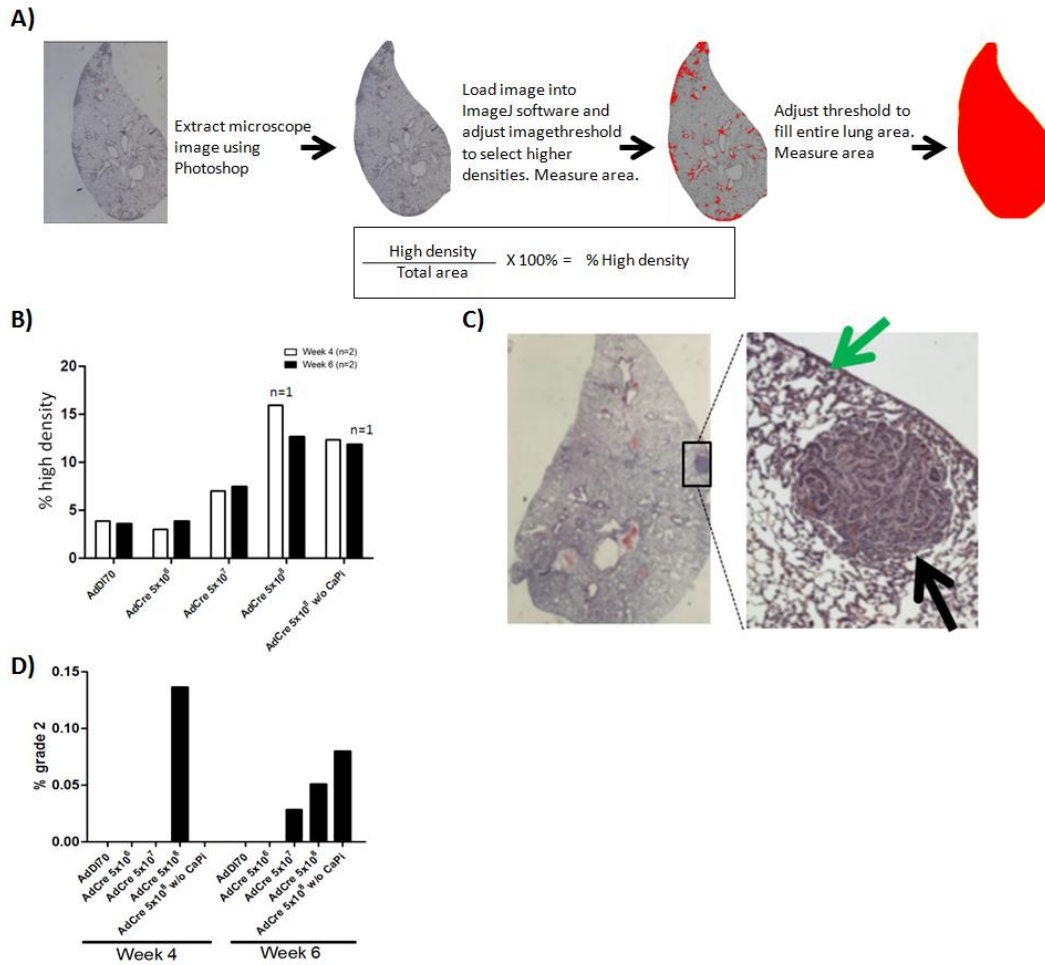 A)
Extract microscope
image using
Photoshop
Load image into
ImageJ software and
adjust imagethreshold
to select higher
densities. Measure area.
Adjust threshold to
fill entire lung area.
Measure area
High density
Total area
X 100% = % High density
B)
Week 4 (n=2)
Week 6 (n=2)
% high density
20
15
10
5
0
n=1
n=1
AdDl70
AdCre 5x10⁶
AdCre 5x10⁷
AdCre 5x10⁸
AdCre 5x10⁸ w/o CaPi
C)
D)
% grade 2
0.15
0.10
0.05
0.00
AdDl70
AdCre 5x10⁶
AdCre 5x10⁷
AdCre 5x10⁸
AdCre 5x10⁸ w/o CaPi
AdDl70
AdCre 5x10⁶
AdCre 5x10⁷
AdCre 5x10⁸
AdCre 5x10⁸ w/o CaPi
Week 4
Week 6